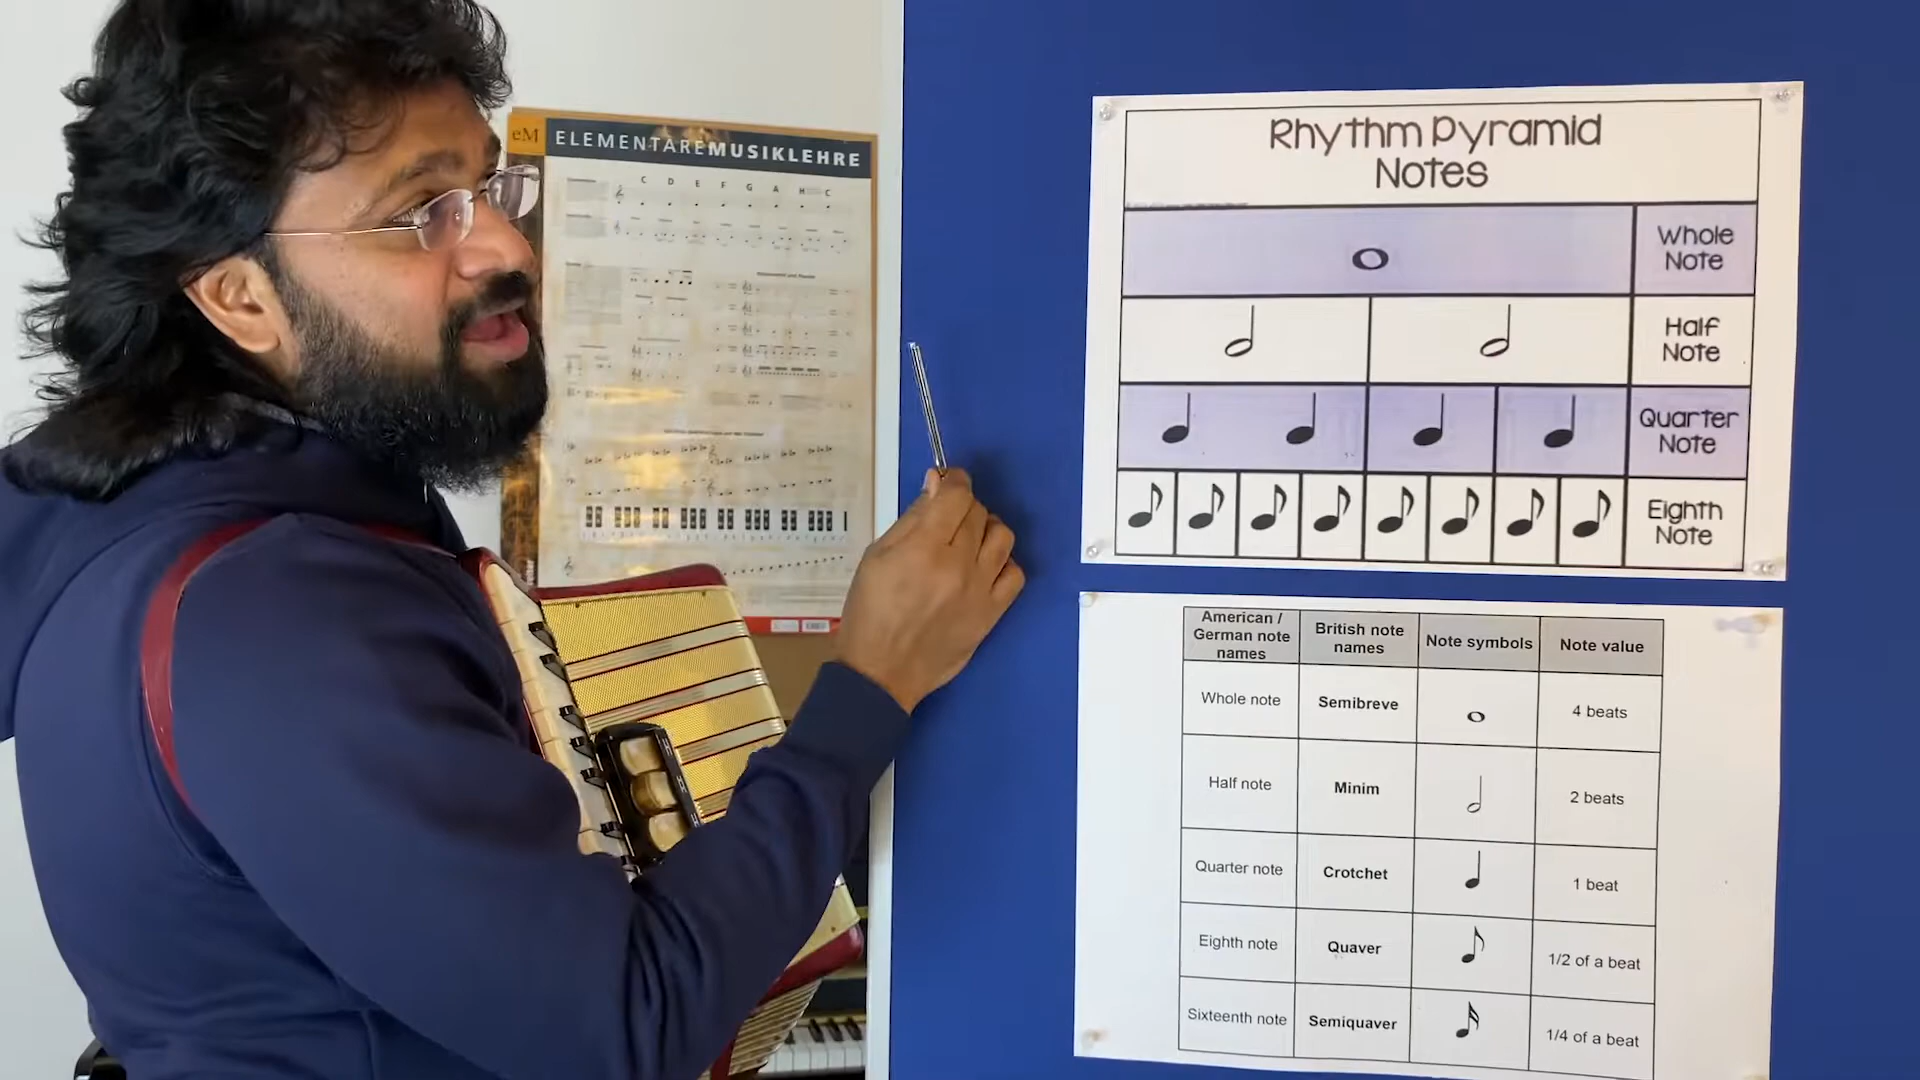 eM ELEMENTAREMUSIKLEHRE
C D E F G A H C
Rhythm Pyramid
Notes
Whole
Note
Half
Note
Quarter
Note
Eighth
Note
American /
German note
names
British note
names
Note symbols
Note value
Whole note
Semibreve
4 beats
Half note
Minim
2 beats
Quarter note
Crotchet
1 beat
Eighth note
Quaver
1/2 of a beat
Sixteenth note
Semiquaver
1/4 of a beat